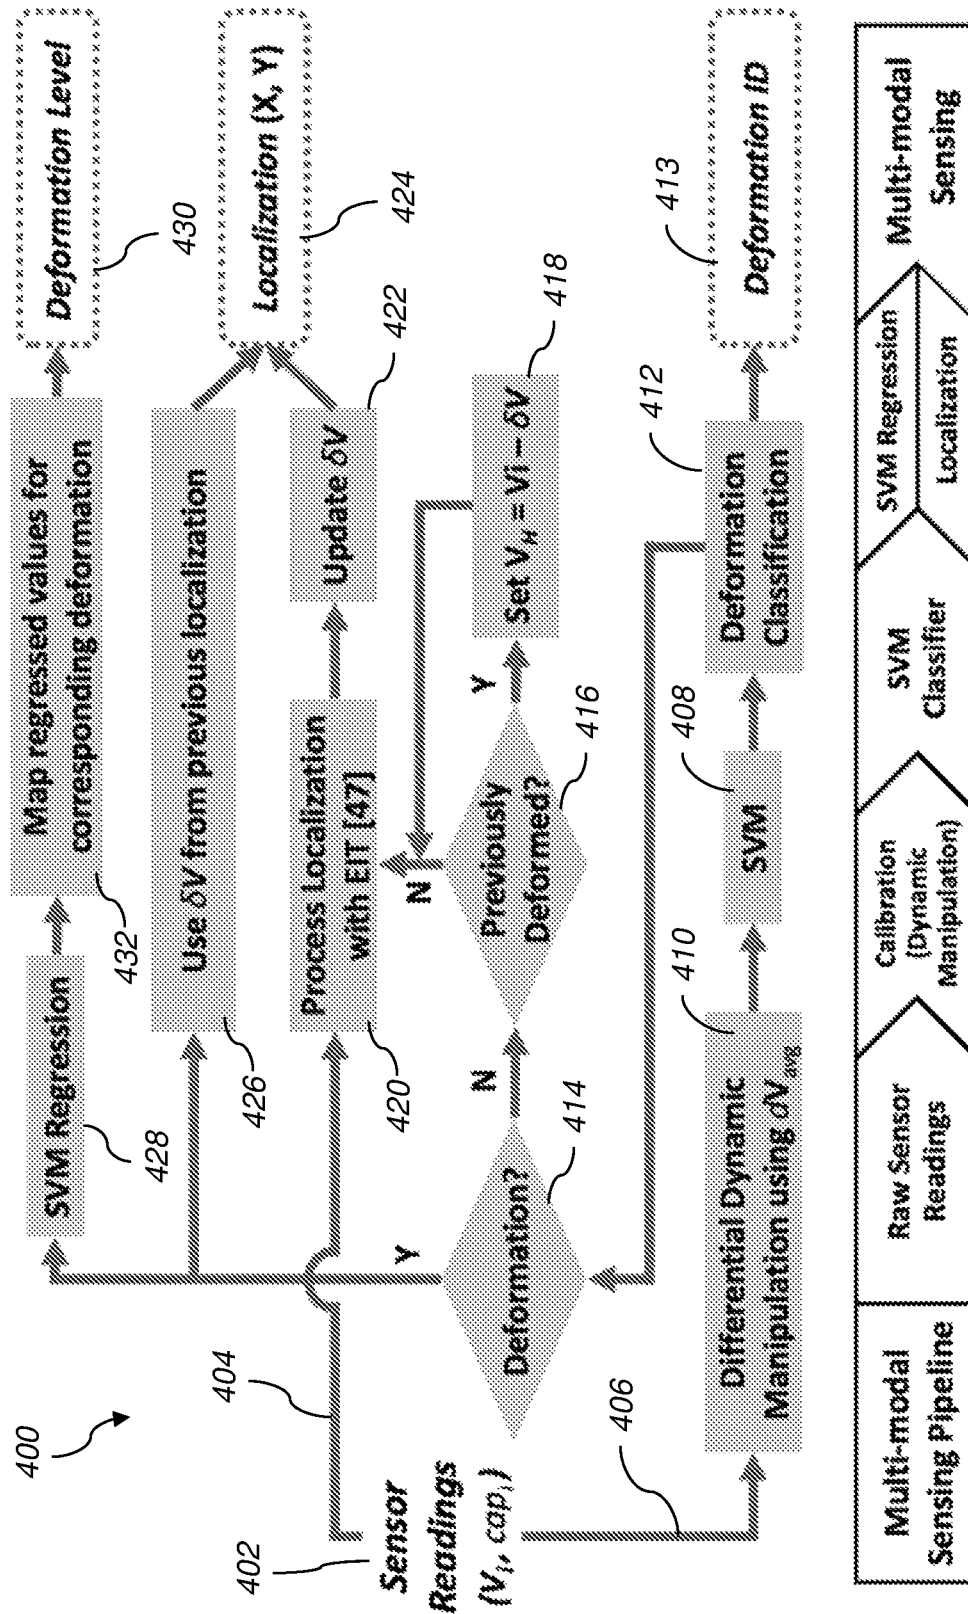 400
402
Sensor
Readings
(Vᵢ, capᵢ)
404
406
SVM Regression
428
Map regressed values for
corresponding deformation
432
Deformation Level
430
Use δV from previous localization
426
Process Localization
with EIT [47]
420
Update δV
422
Localization (X, Y)
424
Y
Deformation?
414
N
Previously
Deformed?
416
N
Y
Set V_H = Vi – δV
418
Differential Dynamic
Manipulation using dV_avg
410
SVM
408
Deformation
Classification
412
Deformation ID
413
Multi-modal
Sensing Pipeline
Raw Sensor
Readings
Calibration
(Dynamic
Manipulation)
SVM
Classifier
SVM Regression
Localization
Multi-modal
Sensing